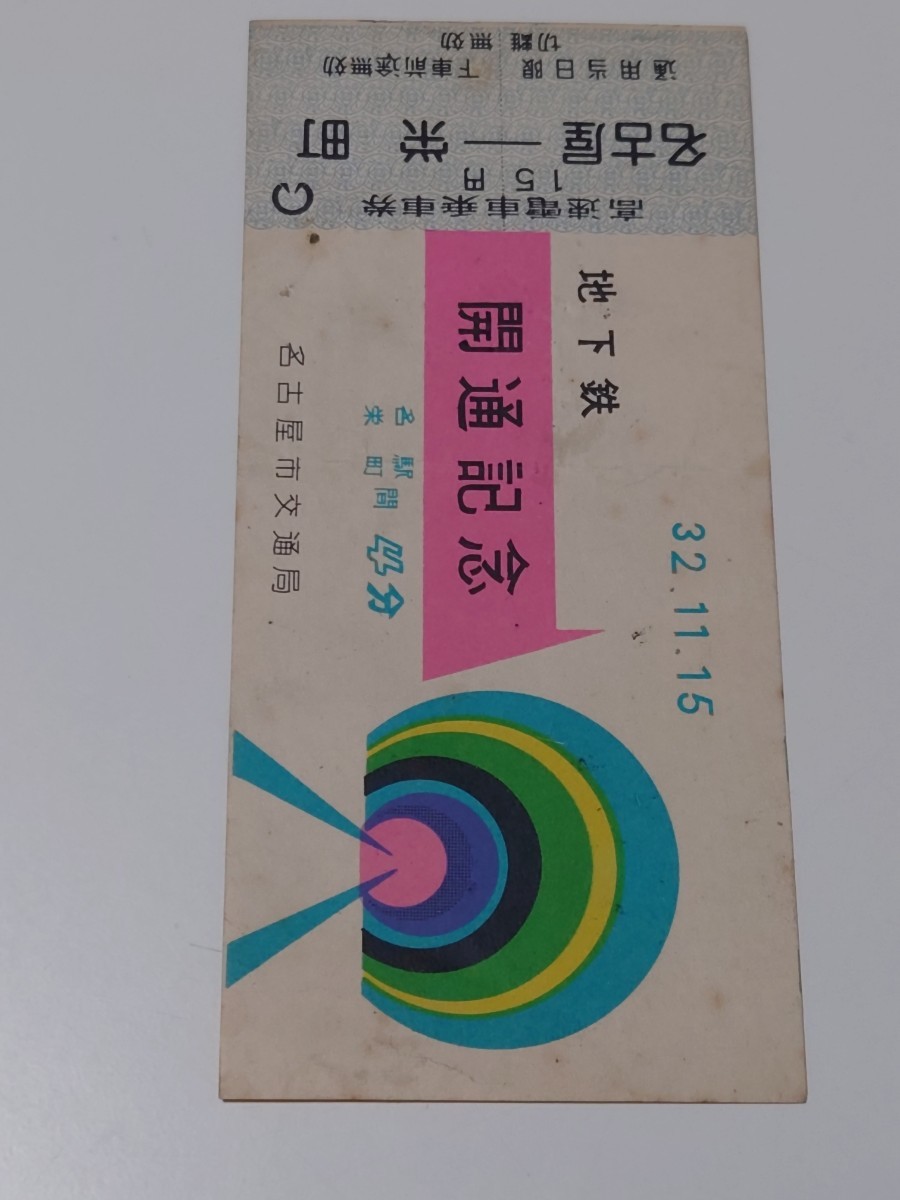 高速電車乗車券
15円
名古屋―栄町
通用当日限 下車前途無効
切離無効
地下鉄
開通記念
32.11.15
名駅
栄町
間
4分
名古屋市交通局